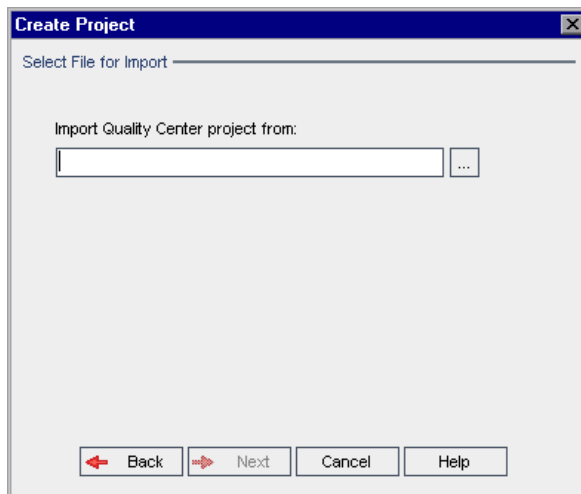 Create Project
Select File for Import
Import Quality Center project from:
...
Back Next Cancel Help